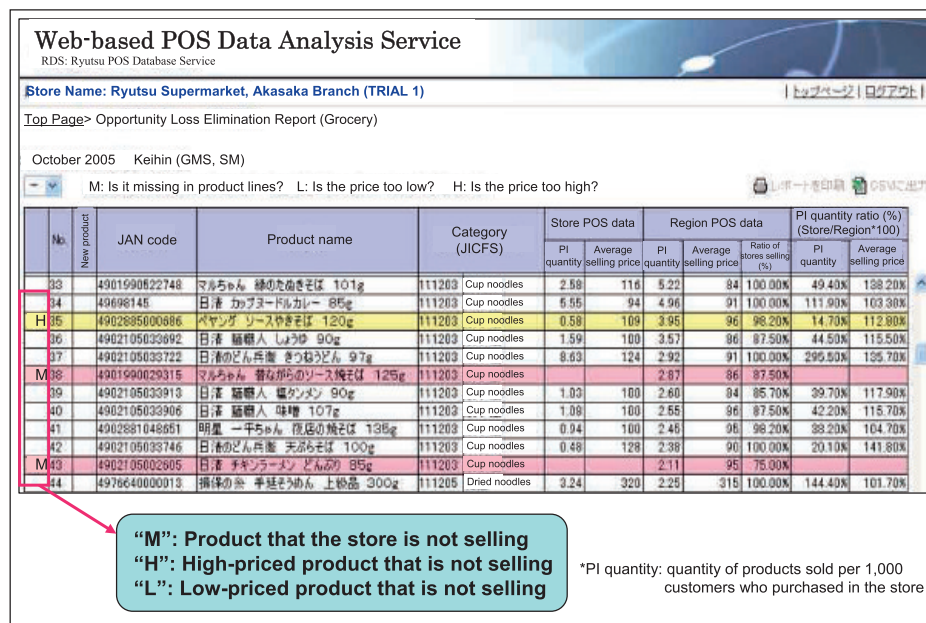 Web-based POS Data Analysis Service
RDS: Ryutsu POS Database Service
Store Name: Ryutsu Supermarket, Akasaka Branch (TRIAL 1)
| トップページ | ログアウト |
Top Page> Opportunity Loss Elimination Report (Grocery)
October 2005 Keihin (GMS, SM)
M: Is it missing in product lines? L: Is the price too low? H: Is the price too high?
レポートを印刷 CSVに出力
No. New product JAN code Product name Category (JICFS) Store POS data Region POS data PI quantity ratio (%) (Store/Region*100)
PI quantity Average selling price PI quantity Average selling price Ratio of stores selling (%) PI quantity Average selling price
33 4901990522748 マルちゃん 緑のたぬきそば 101g 111203 Cup noodles 2.58 116 5.22 84 100.00% 49.40% 138.20%
34 49698145 日清 カップヌードルカレー 85g 111203 Cup noodles 5.55 94 4.96 91 100.00% 111.90% 103.30%
H 35 4902885000686 ペヤング ソースやきそば 120g 111203 Cup noodles 0.58 109 3.95 96 98.20% 14.70% 112.80%
36 4902105033692 日清 麺職人 しょうゆ 90g 111203 Cup noodles 1.59 100 3.57 86 87.50% 44.50% 115.50%
37 4902105033722 日清のどん兵衛 きつねうどん 97g 111203 Cup noodles 8.63 124 2.92 91 100.00% 295.50% 135.70%
M 38 4901990029315 マルちゃん 昔ながらのソース焼そば 125g 111203 Cup noodles 2.87 86 87.50%
39 4902105033913 日清 麺職人 塩タンメン 90g 111203 Cup noodles 1.03 100 2.60 84 85.70% 39.70% 117.90%
40 4902105033906 日清 麺職人 味噌 107g 111203 Cup noodles 1.08 100 2.55 86 87.50% 42.20% 115.70%
41 4902881048651 明星 一平ちゃん 夜店の焼そば 135g 111203 Cup noodles 0.94 100 2.45 95 98.20% 38.20% 104.70%
42 4902105033746 日清のどん兵衛 天ぷらそば 100g 111203 Cup noodles 0.48 128 2.38 90 100.00% 20.10% 141.80%
M 43 4902105002605 日清 チキンラーメン どんぶり 85g 111203 Cup noodles 2.11 95 75.00%
44 4976640000013 揖保の糸 手延そうめん 上級品 300g 111205 Dried noodles 3.24 320 2.25 315 100.00% 144.40% 101.70%
“M”: Product that the store is not selling
“H”: High-priced product that is not selling
“L”: Low-priced product that is not selling
*PI quantity: quantity of products sold per 1,000
customers who purchased in the store